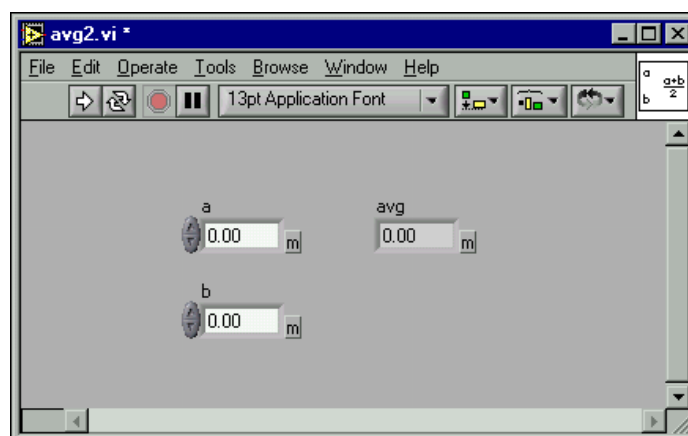 avg2.vi *
File Edit Operate Tools Browse Window Help
13pt Application Font
a a+b
b 2
a
0.00 m
avg
0.00 m
b
0.00 m